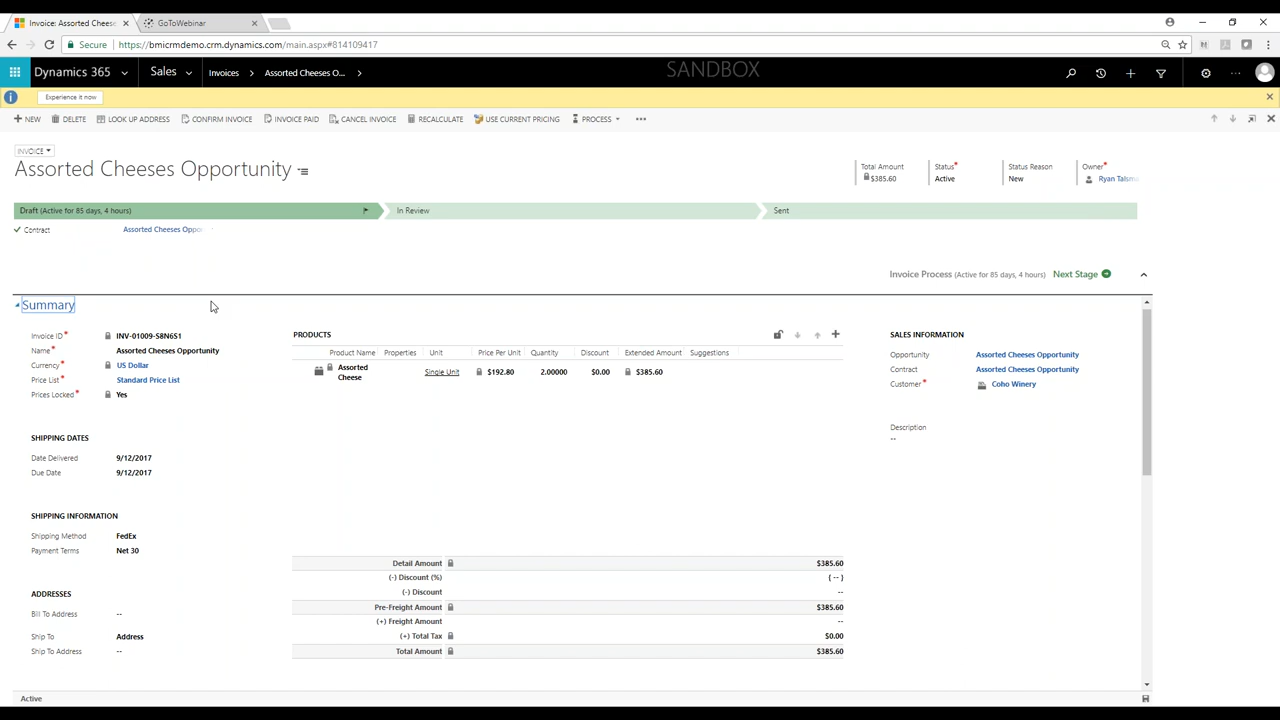 Invoice: Assorted Cheese
GoToWebinar
Secure
https://bmicrmdemo.crm.dynamics.com/main.aspx#814109417
Dynamics 365
Sales
Invoices
Assorted Cheeses O...
SANDBOX
Experience it now
NEW
DELETE
LOOK UP ADDRESS
CONFIRM INVOICE
INVOICE PAID
CANCEL INVOICE
RECALCULATE
USE CURRENT PRICING
PROCESS
INVOICE
Assorted Cheeses Opportunity
Total Amount
$385.60
Status*
Active
Status Reason
New
Owner*
Ryan Talsma
Draft (Active for 85 days, 4 hours)
In Review
Sent
Contract
Assorted Cheeses Oppo
Invoice Process (Active for 85 days, 4 hours)
Next Stage
Summary
Invoice ID*
INV-01009-S8N6S1
Name*
Assorted Cheeses Opportunity
Currency*
US Dollar
Price List*
Standard Price List
Prices Locked*
Yes
SHIPPING DATES
Date Delivered
9/12/2017
Due Date
9/12/2017
SHIPPING INFORMATION
Shipping Method
FedEx
Payment Terms
Net 30
ADDRESSES
Bill To Address
--
Ship To
Address
Ship To Address
--
PRODUCTS
Product Name Properties Unit Price Per Unit Quantity Discount Extended Amount Suggestions
Assorted
Cheese
Single Unit
$192.80
2.00000
$0.00
$385.60
Detail Amount
$385.60
(-) Discount (%)
( -- )
(-) Discount
--
Pre-Freight Amount
$385.60
(+) Freight Amount
--
(+) Total Tax
$0.00
Total Amount
$385.60
SALES INFORMATION
Opportunity
Assorted Cheeses Opportunity
Contract
Assorted Cheeses Opportunity
Customer*
Coho Winery
Description
--
Active